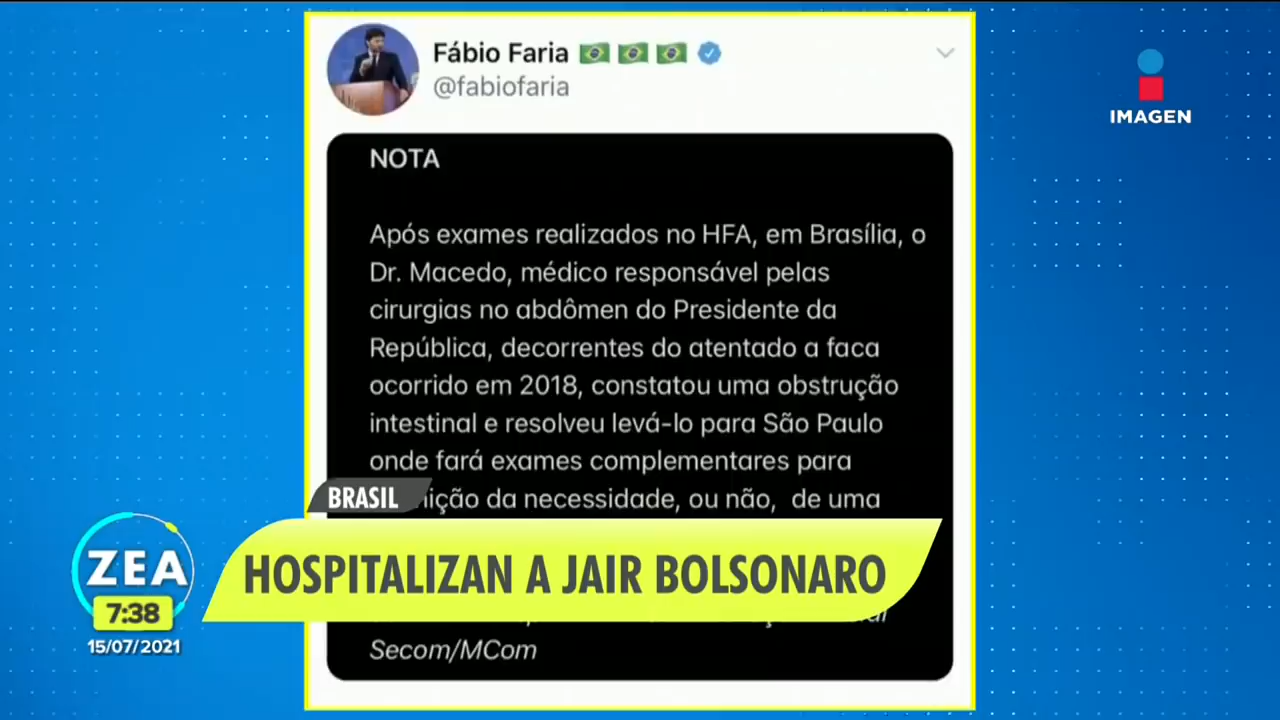 Fábio Faria
@fabiofaria
IMAGEN
NOTA
Após exames realizados no HFA, em Brasília, o
Dr. Macedo, médico responsável pelas
cirurgias no abdômen do Presidente da
República, decorrentes do atentado a faca
ocorrido em 2018, constatou uma obstrução
intestinal e resolveu levá-lo para São Paulo
onde fará exames complementares para
da necessidade, ou não, de uma
BRASIL
HOSPITALIZAN A JAIR BOLSONARO
ZEA
7:38
15/07/2021
Secom/MCom